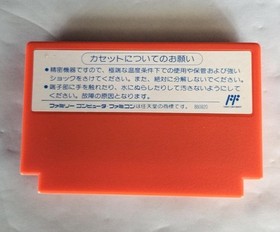 カセットについてのお願い
●精密機器ですので、極端な温度条件下での使用や保管および強い
ショックをさけてください。また、絶対に分解しないでください。
●端子部に手を触れたり、水にぬらしたりして汚さないようにして
ください。故障の原因となります。
ファミリー コンピュータ・ファミコンは任天堂の商標です。
FF